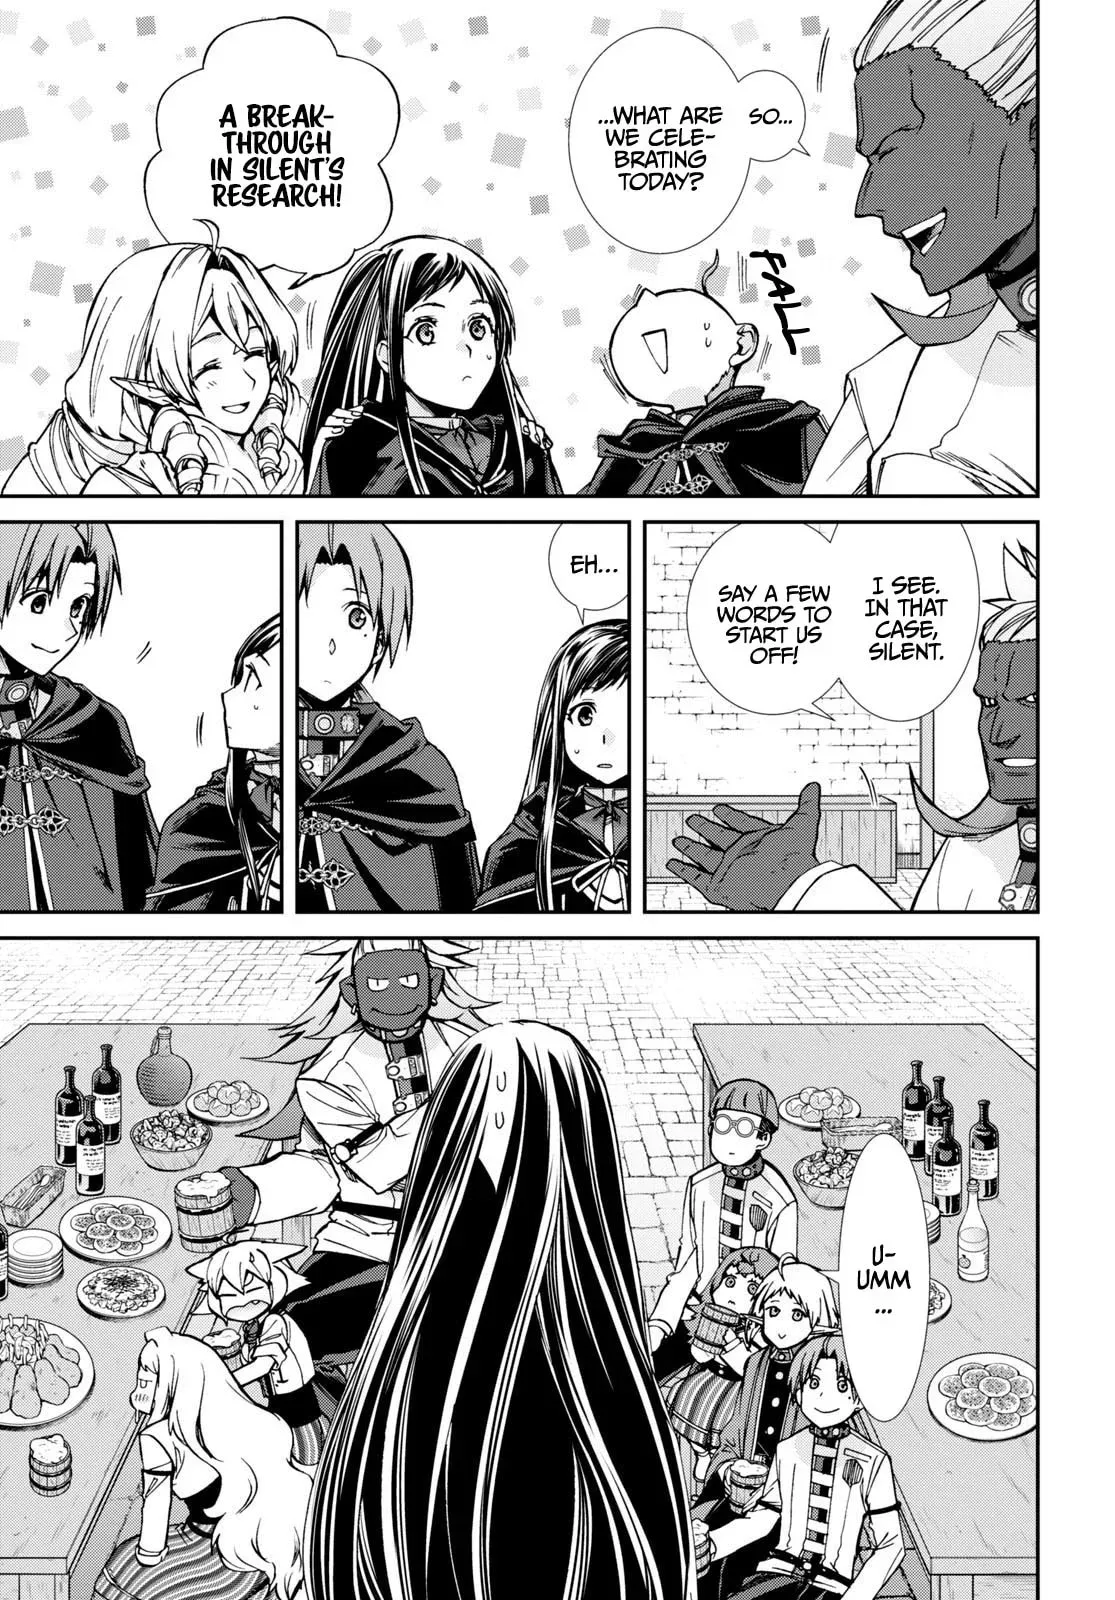 SO...
...WHAT ARE
WE CELE-
BRATING
TODAY?
FALL
A BREAK-
THROUGH
IN SILENT'S
RESEARCH!
I SEE.
IN THAT
CASE,
SILENT.
SAY A FEW
WORDS TO
START US
OFF!
EH...
U-
UMM
...